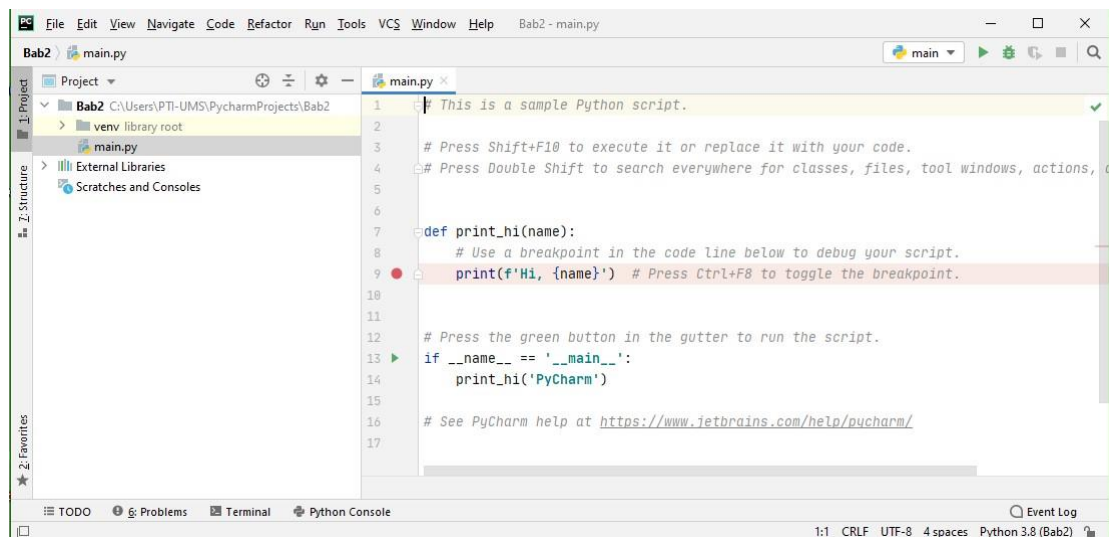 PC File Edit View Navigate Code Refactor Run Tools VCS Window Help Bab2 - main.py
Bab2 main.py main
1: Project
Project
main.py
Bab2 C:\Users\PTI-UMS\PycharmProjects\Bab2
venv library root
main.py
External Libraries
Scratches and Consoles
Z: Structure
2: Favorites
1 # This is a sample Python script.
2
3 # Press Shift+F10 to execute it or replace it with your code.
4 # Press Double Shift to search everywhere for classes, files, tool windows, actions,
5
6
7 def print_hi(name):
8 # Use a breakpoint in the code line below to debug your script.
9 print(f'Hi, {name}') # Press Ctrl+F8 to toggle the breakpoint.
10
11
12 # Press the green button in the gutter to run the script.
13 if __name__ == '__main__':
14 print_hi('PyCharm')
15
16 # See PyCharm help at https://www.jetbrains.com/help/pycharm/
17
TODO 6: Problems Terminal Python Console Event Log
1:1 CRLF UTF-8 4 spaces Python 3.8 (Bab2)